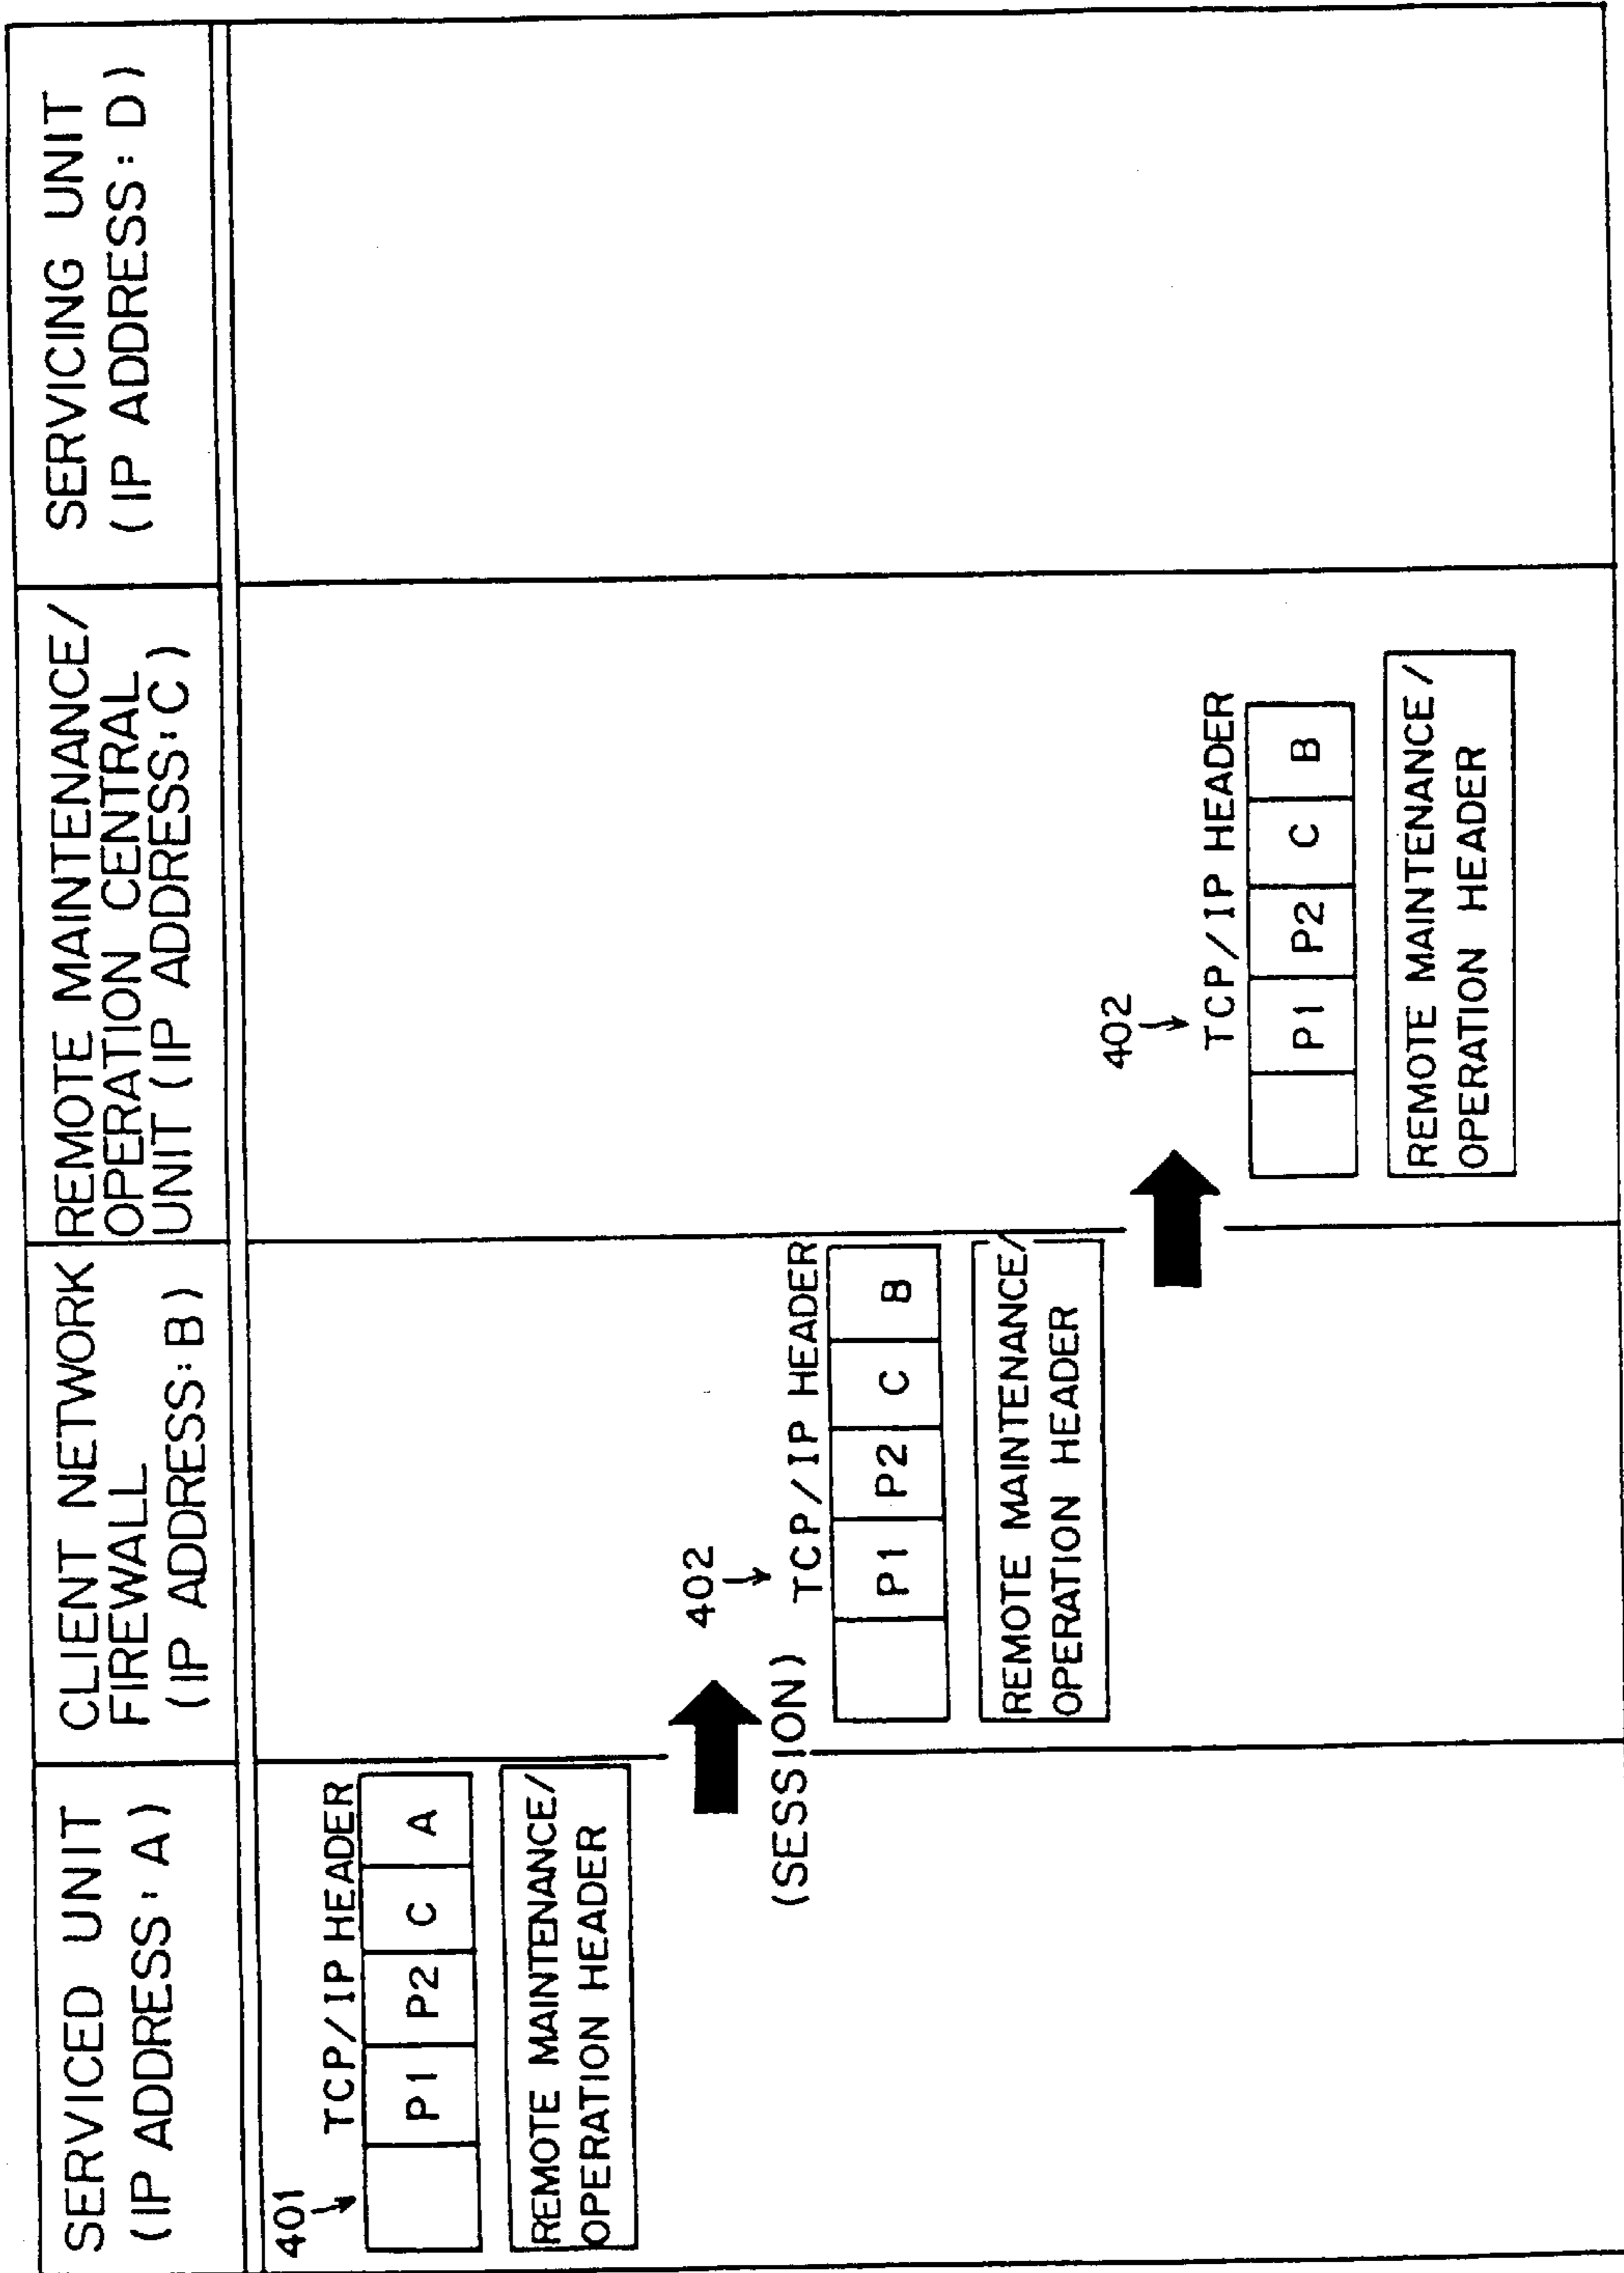 SERVICED UNIT
(IP ADDRESS: A)
CLIENT NETWORK
FIREWALL
(IP ADDRESS: B)
REMOTE MAINTENANCE/
OPERATION CENTRAL
UNIT (IP ADDRESS: C)
SERVICING UNIT
(IP ADDRESS: D)
401
TCP/IP HEADER
P1 P2 C A
REMOTE MAINTENANCE/
OPERATION HEADER
(SESSION)
402
TCP/IP HEADER
P1 P2 C B
REMOTE MAINTENANCE/
OPERATION HEADER
402
TCP/IP HEADER
P1 P2 C B
REMOTE MAINTENANCE/
OPERATION HEADER